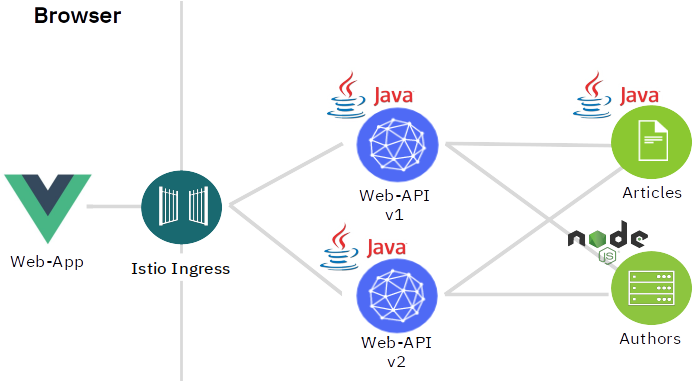 Browser
Java
Java
Web-API
v1
Articles
Web-App
Istio Ingress
Java
node
JS
Web-API
v2
Authors